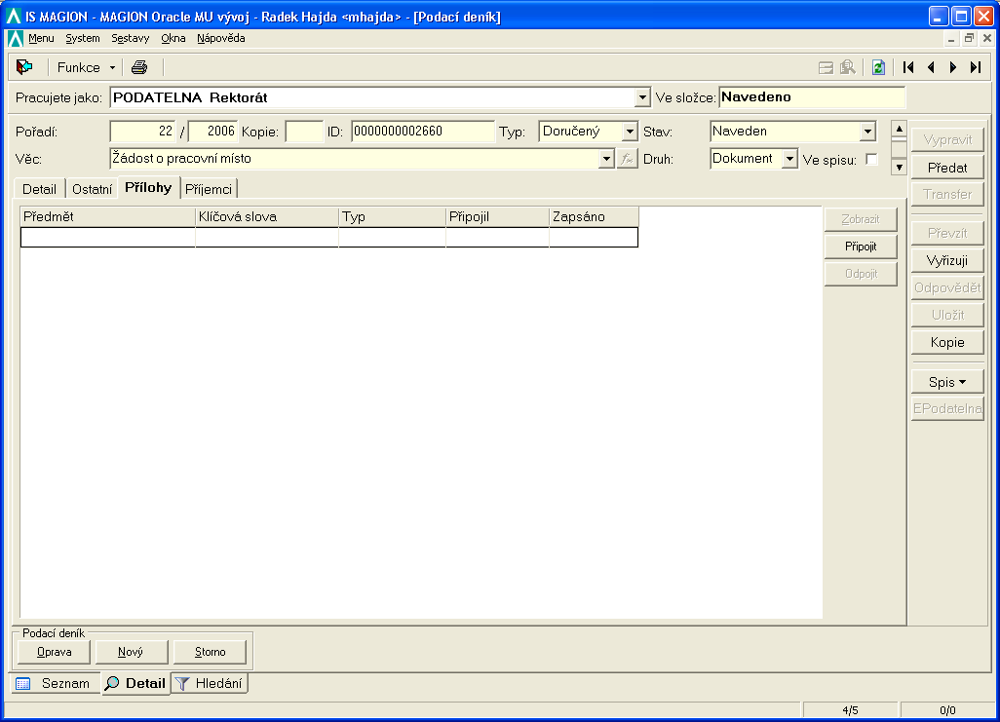 IS MAGION - MAGION Oracle MU vývoj - Radek Hajda <mhajda> - [Podací deník]
Menu System Sestavy Okna Nápověda
Funkce
Pracujete jako: PODATELNA Rektorát Ve složce: Navedeno
Pořadí: 22 / 2006 Kopie: ID: 0000000002660 Typ: Doručený Stav: Naveden
Věc: Žádost o pracovní místo Druh: Dokument Ve spisu:
Detail Ostatní Přílohy Příjemci
Předmět Klíčová slova Typ Připojil Zapsáno
Zobrazit
Připojit
Odpojit
Vypravit
Předat
Transfer
Převzít
Vyřizuji
Odpovědět
Uložit
Kopie
Spis
EPodatelna
Podací deník
Oprava Nový Storno
Seznam Detail Hledání
4/5 0/0